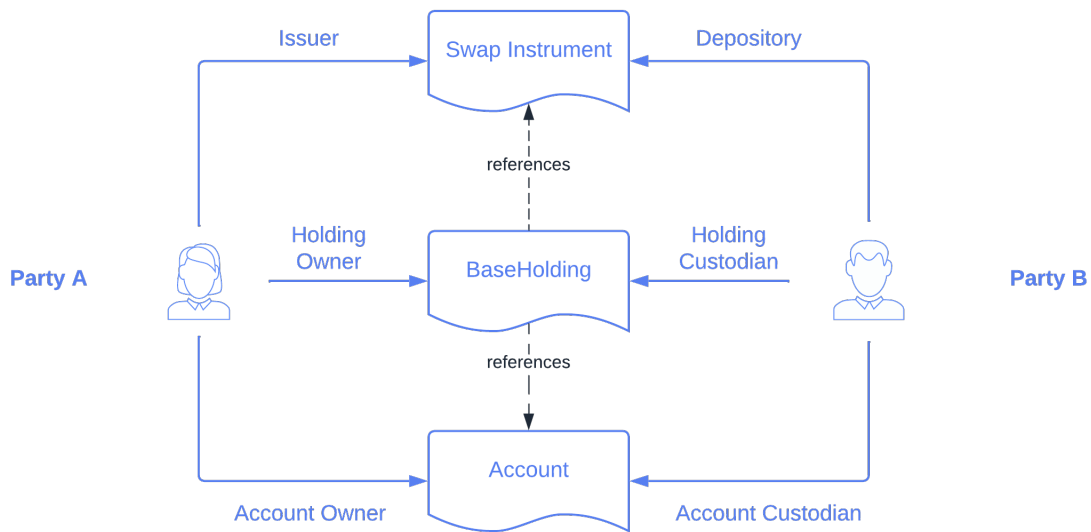 Issuer
Swap Instrument
Depository
references
Party A
Holding
Owner
BaseHolding
Holding
Custodian
Party B
references
Account
Account Owner
Account Custodian